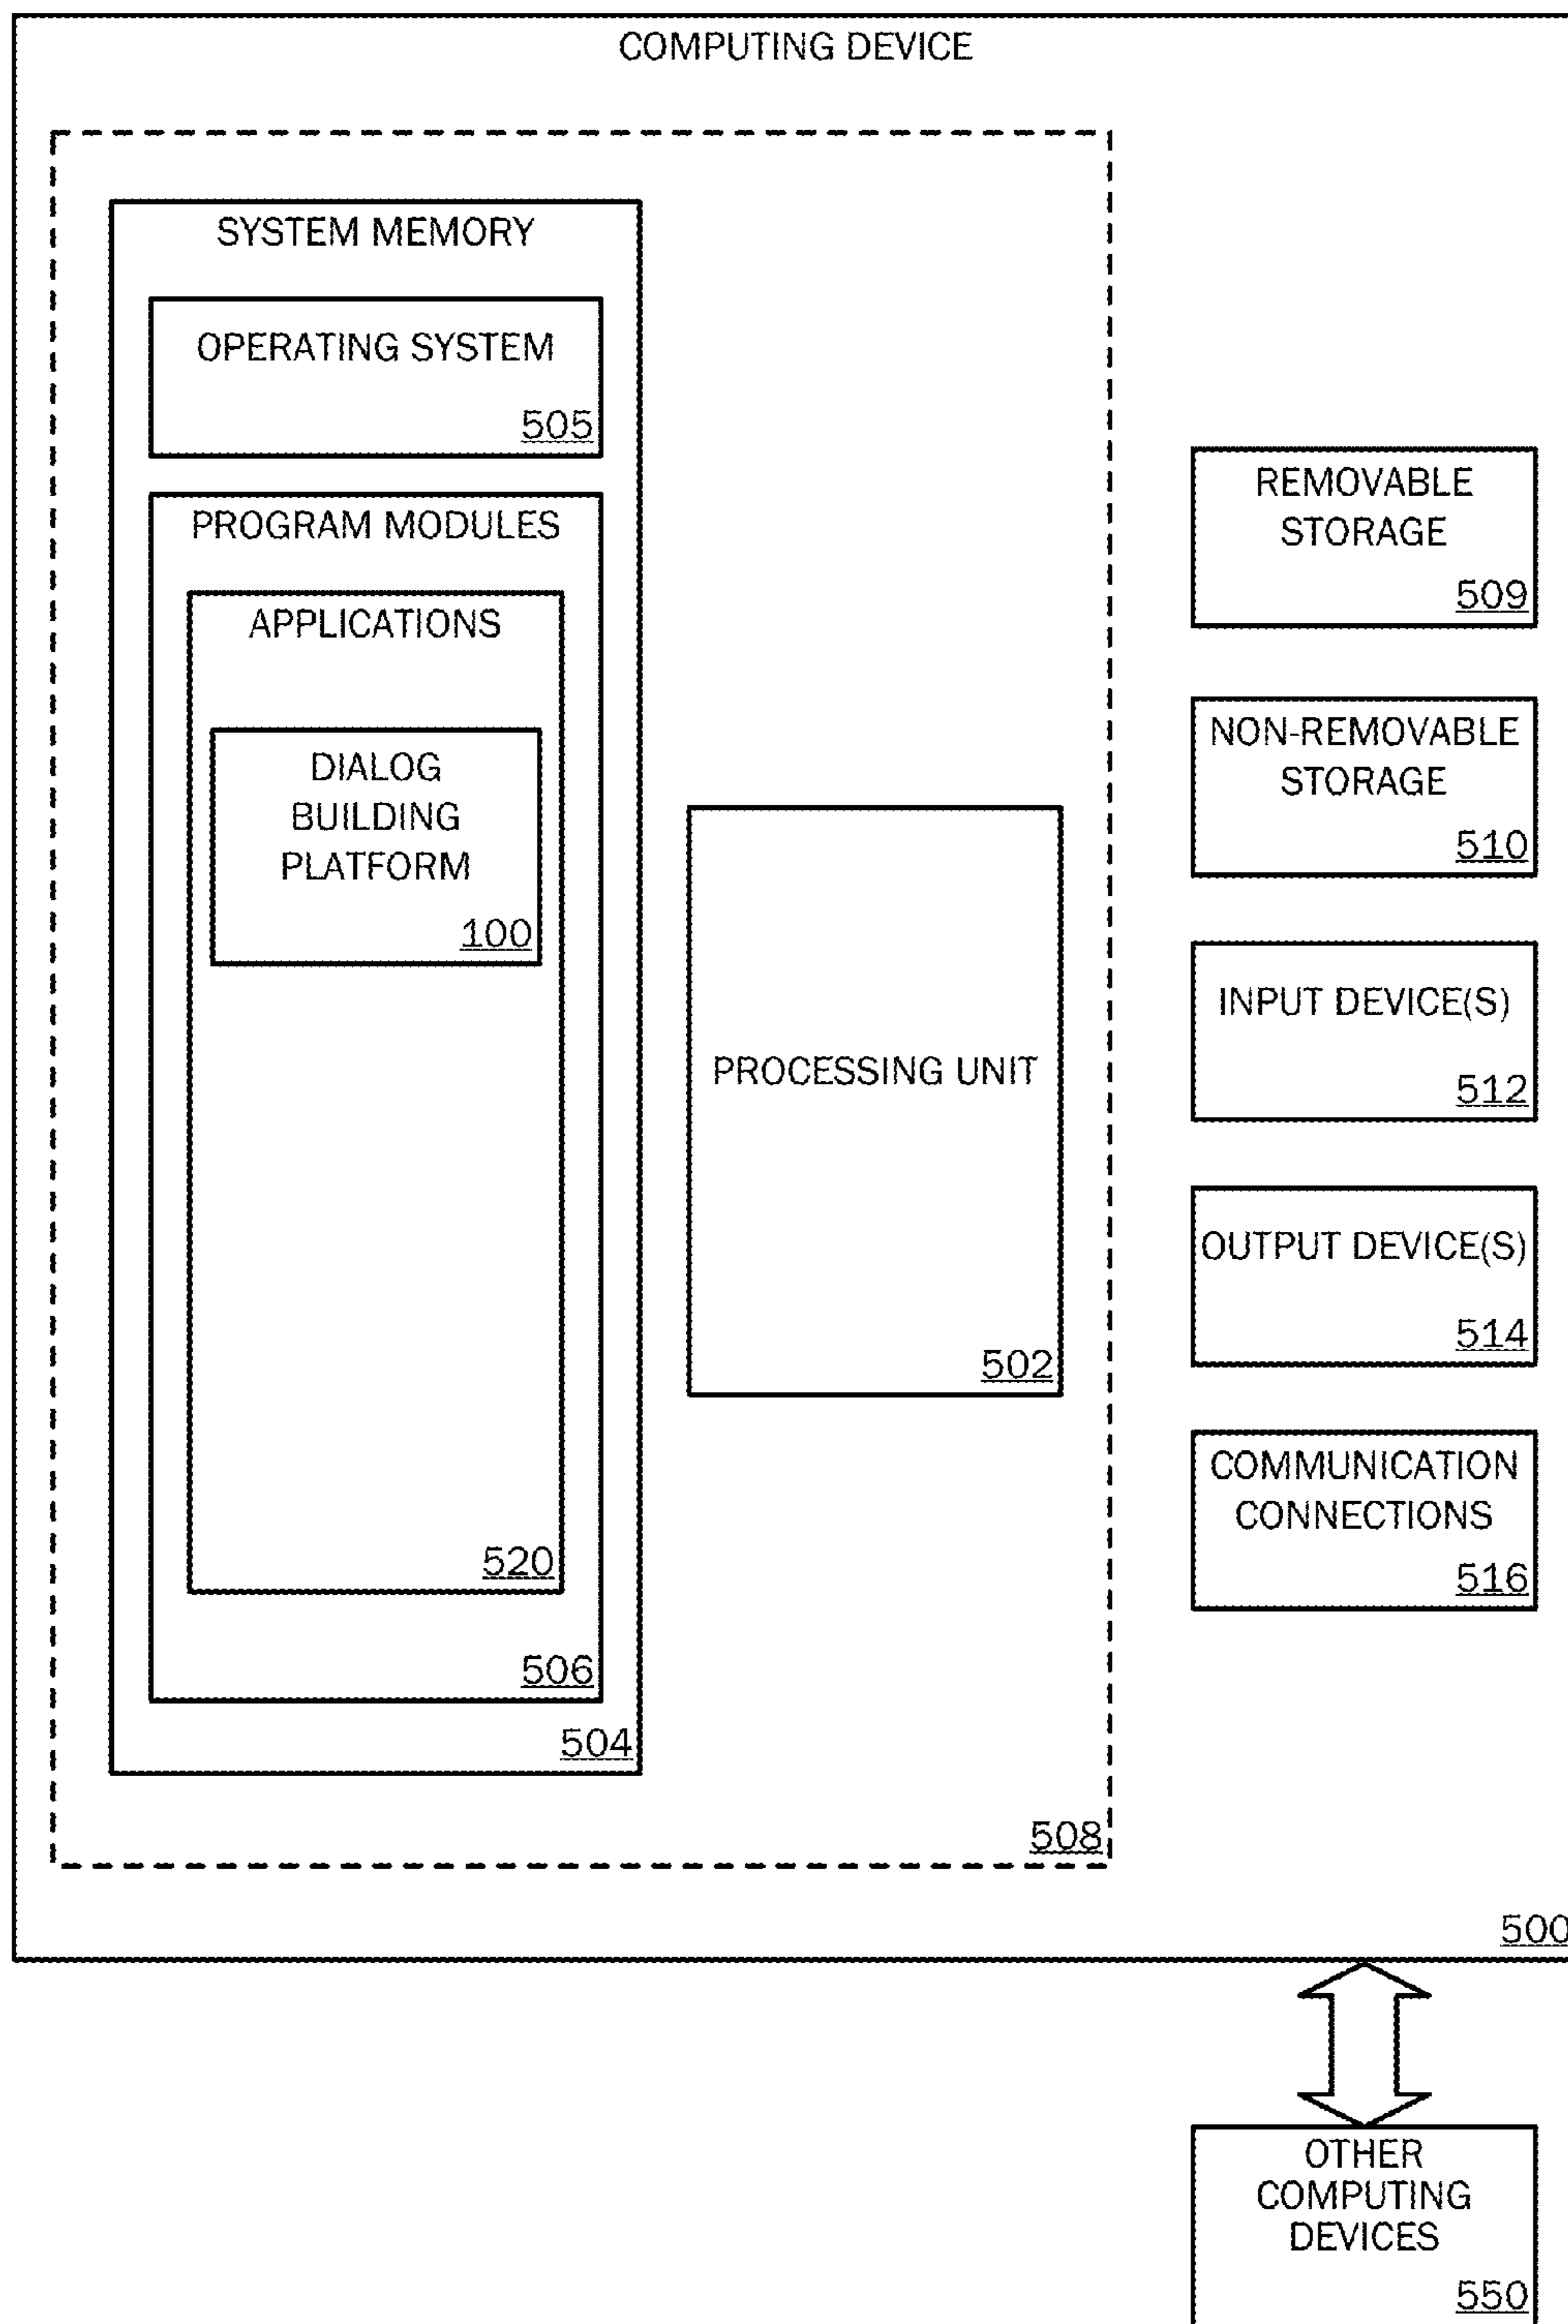 COMPUTING DEVICE
SYSTEM MEMORY
OPERATING SYSTEM
505
PROGRAM MODULES
APPLICATIONS
DIALOG
BUILDING
PLATFORM
100
520
506
504
PROCESSING UNIT
502
508
REMOVABLE
STORAGE
509
NON-REMOVABLE
STORAGE
510
INPUT DEVICE(S)
512
OUTPUT DEVICE(S)
514
COMMUNICATION
CONNECTIONS
516
500
OTHER
COMPUTING
DEVICES
550